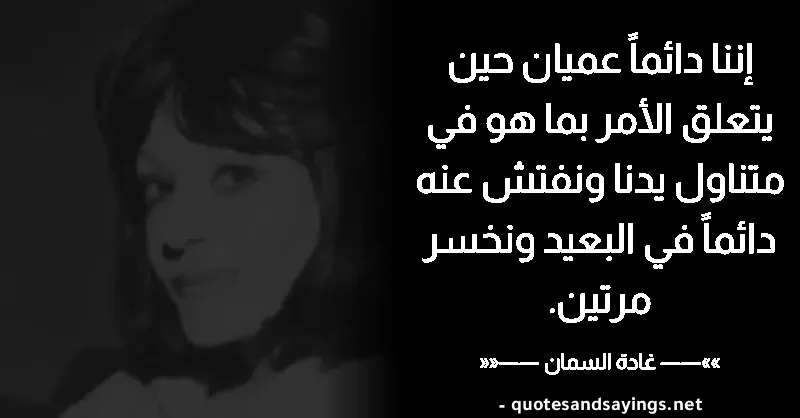 إننا دائماً عميان حين
يتعلق الأمر بما هو في
متناول يدنا ونفتش عنه
دائماً في البعيد ونخسر
مرتين.
»»—— غادة السمان ——««
- quotesandsayings.net